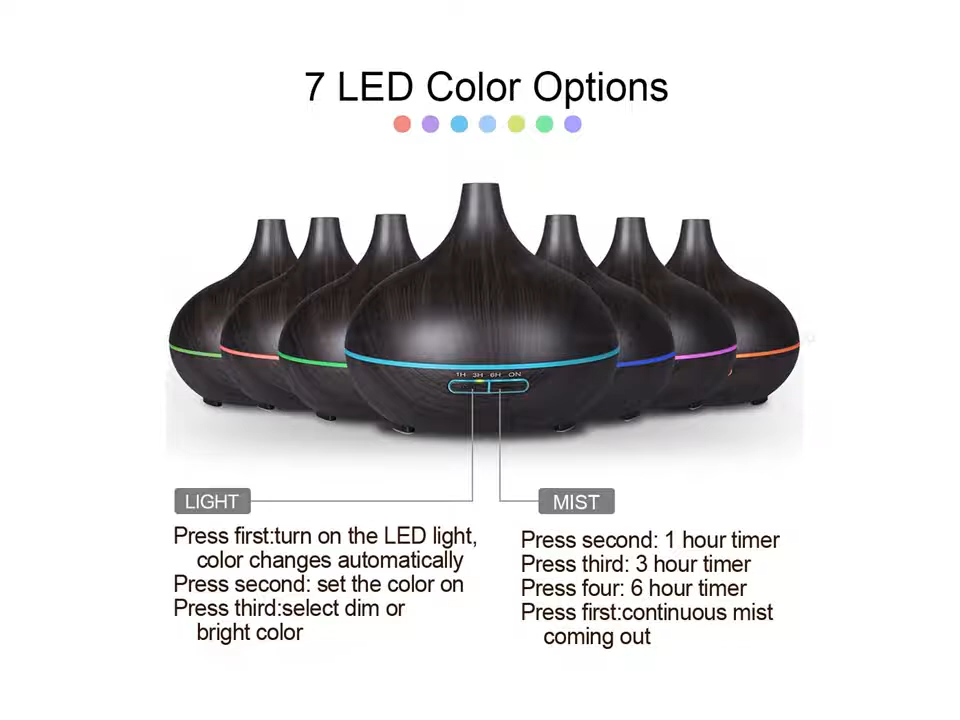 7 LED Color Options
1H 3H 6H ON
LIGHT
Press first:turn on the LED light,
color changes automatically
Press second: set the color on
Press third:select dim or
bright color
MIST
Press second: 1 hour timer
Press third: 3 hour timer
Press four: 6 hour timer
Press first:continuous mist
coming out